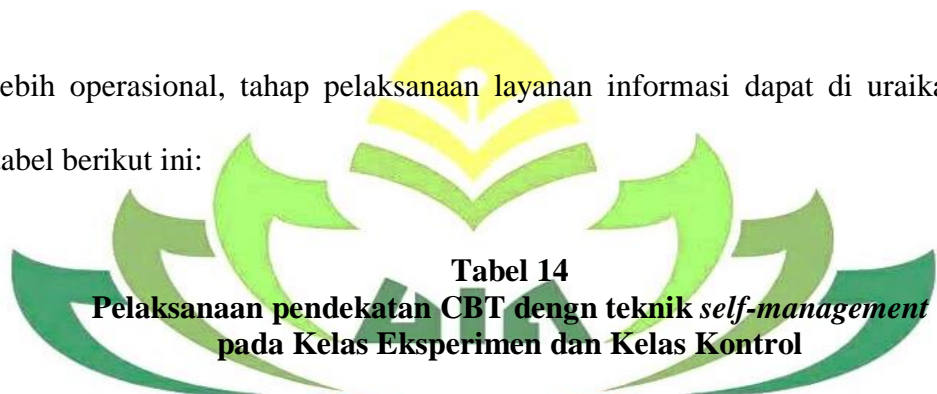 ebih operasional, tahap pelaksanaan layanan informasi dapat di uraika
abel berikut ini:
Tabel 14
Pelaksanaan pendekatan CBT dengn teknik self-management
pada Kelas Eksperimen dan Kelas Kontrol